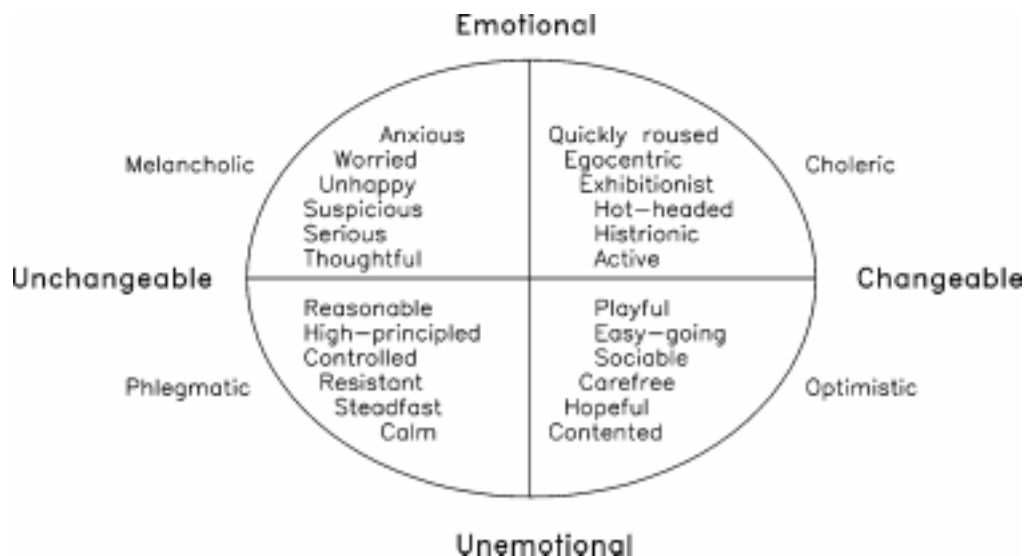 Emotional
Anxious
Worried
Unhappy
Suspicious
Serious
Thoughtful
Quickly roused
Egocentric
Exhibitionist
Hot-headed
Histrionic
Active
Melancholic
Choleric
Unchangeable
Changeable
Reasonable
High-principled
Controlled
Resistant
Steadfast
Calm
Playful
Easy-going
Sociable
Carefree
Hopeful
Contented
Phlegmatic
Optimistic
Unemotional